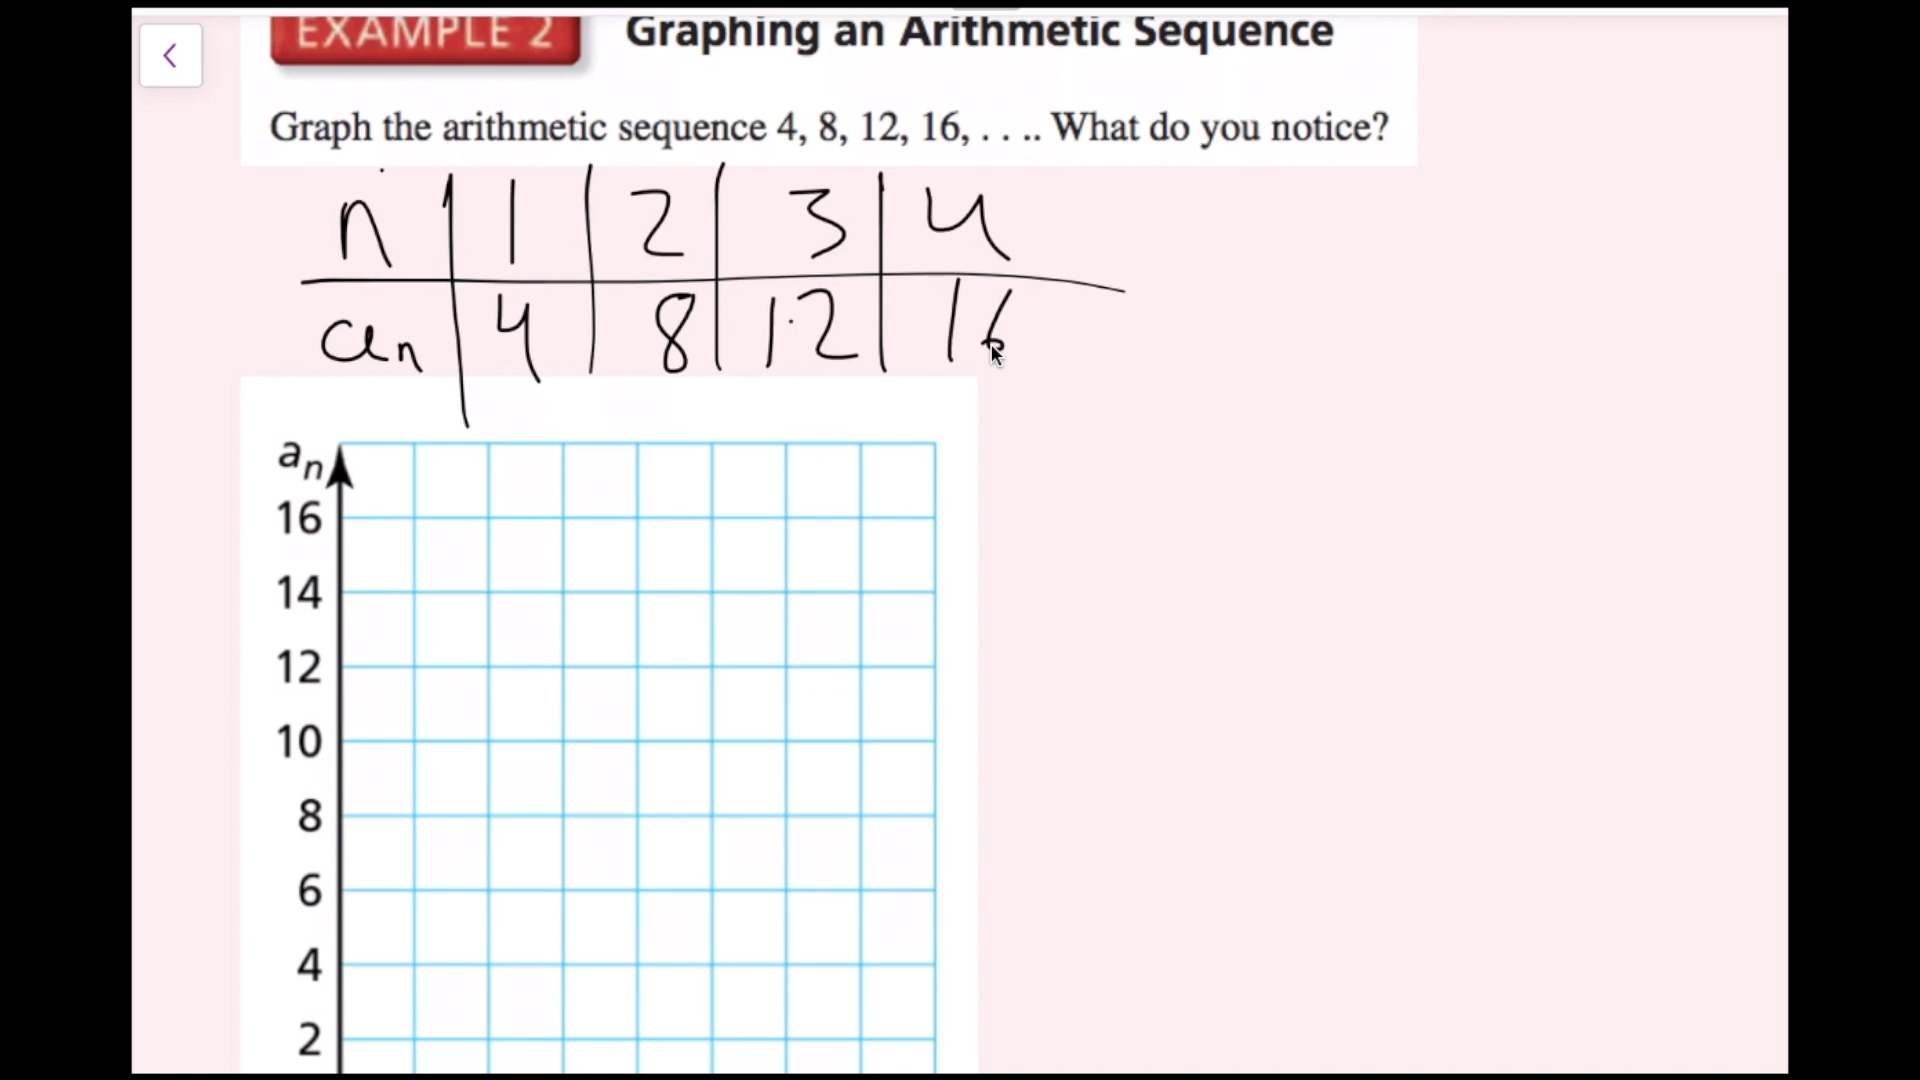 EXAMPLE 2 Graphing an Arithmetic Sequence
Graph the arithmetic sequence 4, 8, 12, 16, . . .. What do you notice?
n 1 2 3 4
an 4 8 12 16
an
16
14
12
10
8
6
4
2